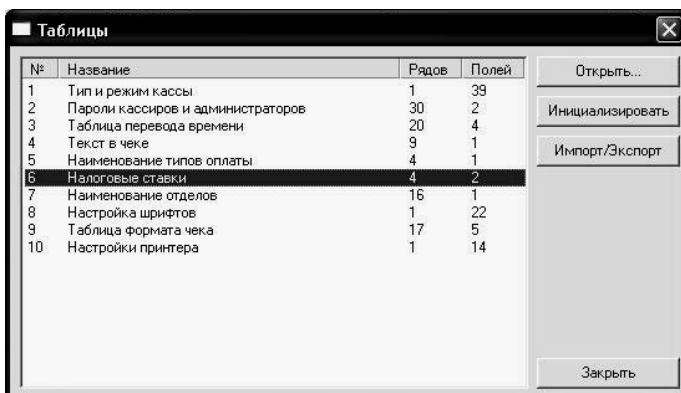 Таблицы
№ Название Рядов Полей
1 Тип и режим кассы 1 39
2 Пароли кассиров и администраторов 30 2
3 Таблица перевода времени 20 4
4 Текст в чеке 9 1
5 Наименование типов оплаты 4 1
6 Налоговые ставки 4 2
7 Наименование отделов 16 1
8 Настройка шрифтов 1 22
9 Таблица формата чека 17 5
10 Настройки принтера 1 14
Открыть...
Инициализировать
Импорт/Экспорт
Закрыть